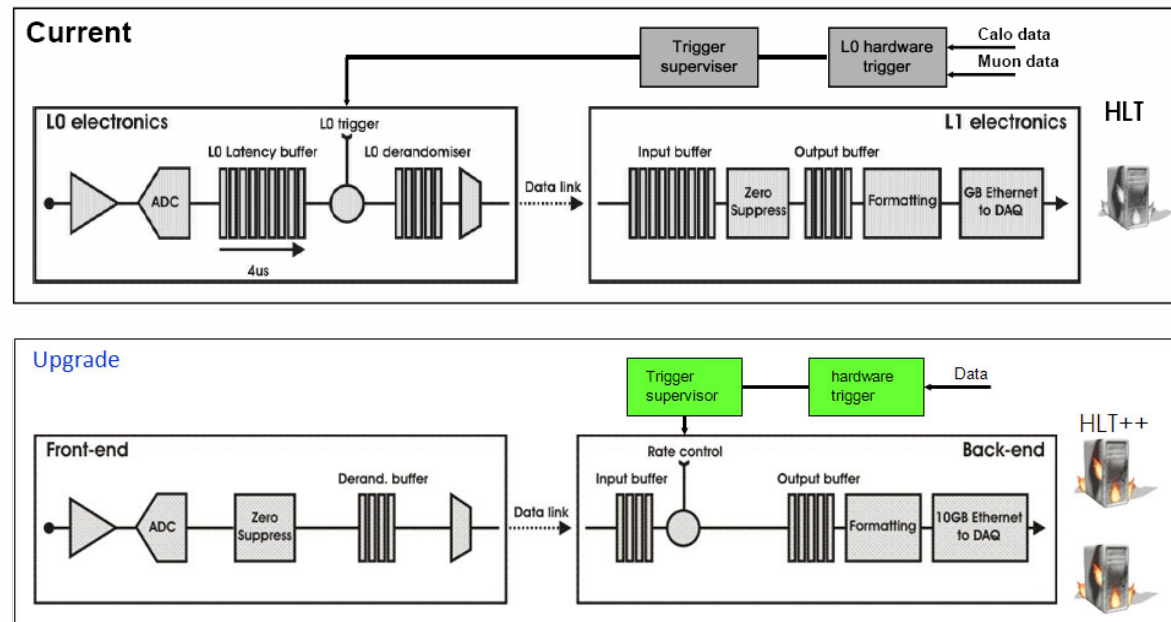 Current
Trigger
superviser
L0 hardware
trigger
Calo data
Muon data
HLT
L0 electronics
L0 trigger
L0 Latency buffer
L0 derandomiser
ADC
4us
Data link
L1 electronics
Input buffer
Output buffer
Zero
Suppress
Formatting
GB Ethernet
to DAQ
Upgrade
Trigger
supervisor
hardware
trigger
Data
HLT++
Front-end
Derand. buffer
ADC
Zero
Suppress
Data link
Back-end
Rate control
Input buffer
Output buffer
Formatting
10GB Ethernet
to DAQ